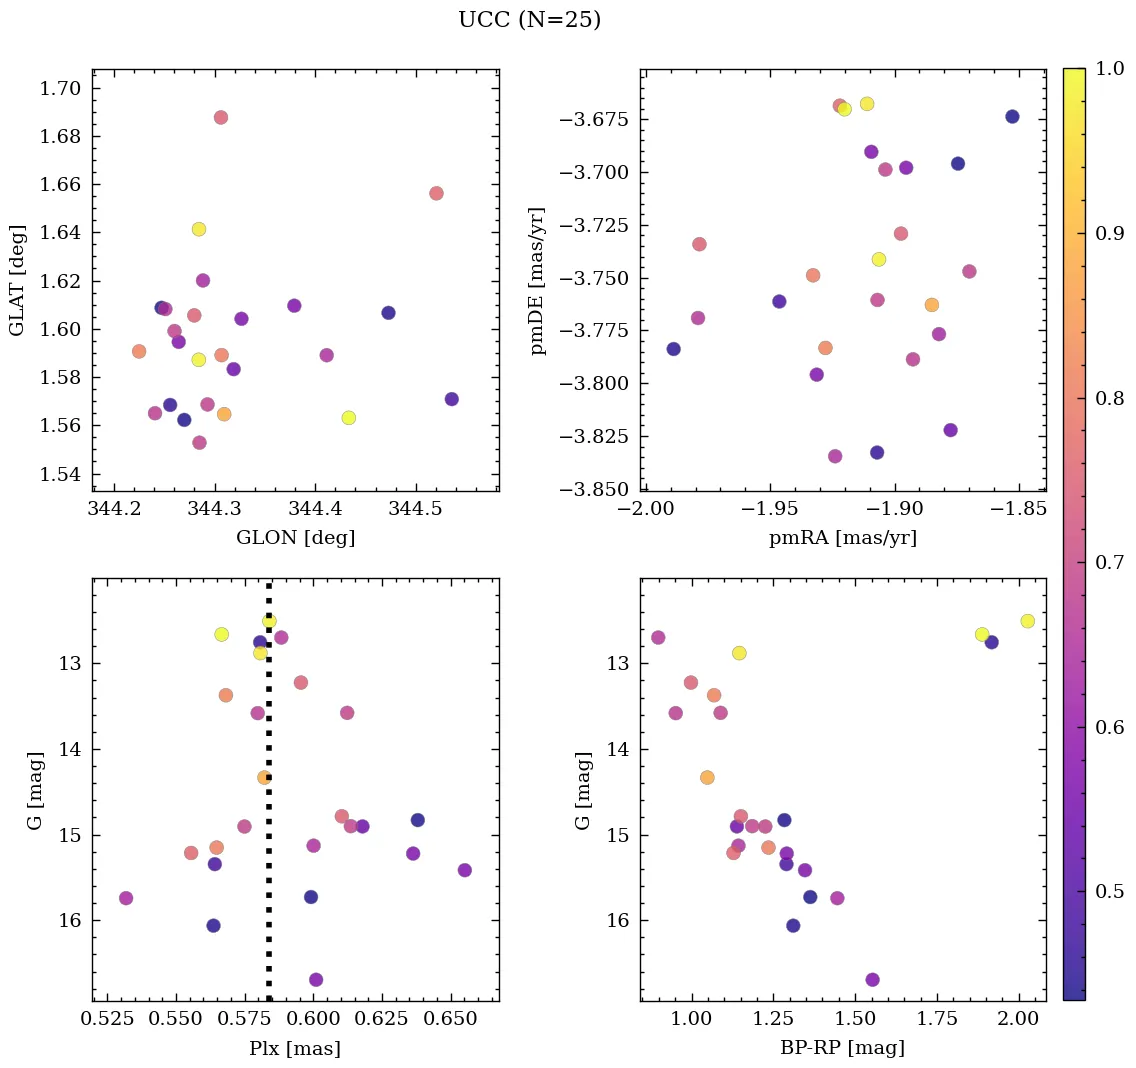 UCC (N=25)
1.70
1.68
1.66
1.64
1.62
1.60
1.58
1.56
1.54
GLAT [deg]
344.2 344.3 344.4 344.5
GLON [deg]
−3.675
−3.700
−3.725
−3.750
−3.775
−3.800
−3.825
−3.850
pmDE [mas/yr]
−2.00 −1.95 −1.90 −1.85
pmRA [mas/yr]
13
14
15
16
G [mag]
0.525 0.550 0.575 0.600 0.625 0.650
Plx [mas]
13
14
15
16
G [mag]
1.00 1.25 1.50 1.75 2.00
BP-RP [mag]
1.0
0.9
0.8
0.7
0.6
0.5